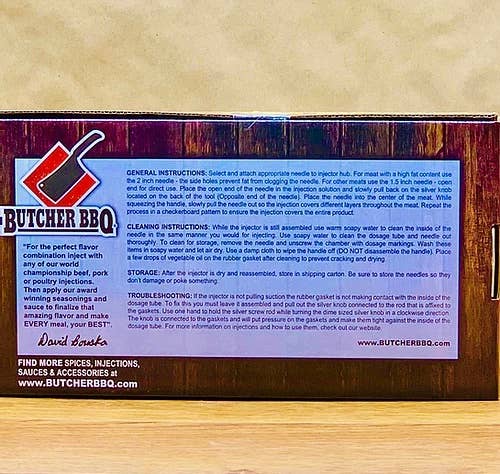 BUTCHER BBQ
"For the perfect flavor
combination inject with
any of our world
championship beef, pork
or poultry injections.
Then apply our award
winning seasonings and
sauce to finalize that
amazing flavor and make
EVERY meal, your BEST".
David Bouska
GENERAL INSTRUCTIONS: Select and attach appropriate needle to injector hub. For meat with a high fat content use
the 2 inch needle - the side holes prevent fat from clogging the needle. For other meats use the 1.5 Inch needle - open
end for direct use. Place the open end of the needle in the injection solution and slowly pull back on the silver knob
located on the back of the tool (Opposite end of the needle). Place the needle into the center of the meat. While
squeezing the handle, slowly pull the needle out so the injection covers different layers throughout the meat. Repeat the
process in a checkerboard pattern to ensure the injection covers the entire product.
CLEANING INSTRUCTIONS: While the injector is still assembled use warm soapy water to clean the inside of the
needle in the same manner you would for injecting. Use soapy water to clean the dosage tube and needle out
thoroughly. To clean for storage, remove the needle and unscrew the chamber with dosage markings. Wash these
items in soapy water and let air dry. Use a damp cloth to wipe the handle off (DO NOT disassemble the handle). Place
a few drops of vegetable oil on the rubber gasket after cleaning to prevent cracking and drying.
STORAGE: After the injector is dry and reassembled, store in shipping carton. Be sure to store the needles so they
don't damage or poke something.
TROUBLESHOOTING: If the injector is not pulling suction the rubber gasket is not making contact with the inside of the
dosage tube. To fix this you must leave it assembled and pull out the silver knob connected to the rod that is affixed to
the gaskets. Use one hand to hold the silver screw rod while turning the dime sized silver knob in a clockwise direction.
The knob is connected to the gaskets and will put pressure on the gaskets and make them tight against the inside of the
dosage tube. For more information on injections and how to use them, check out our website.
FIND MORE SPICES, INJECTIONS,
SAUCES & ACCESSORIES at
www.BUTCHERBBQ.com